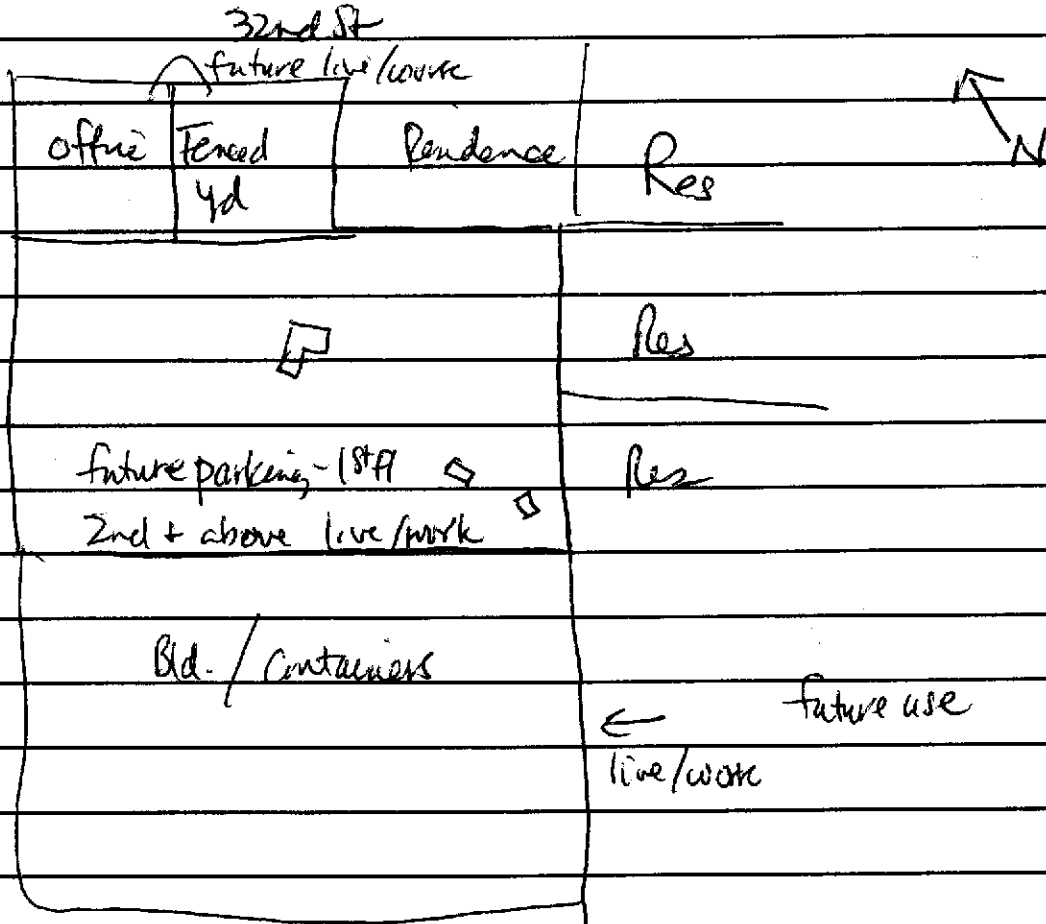 32nd St
future live/work
N
Office Fenced Residence Res
yd
Res
future parking - 1st Fl Res
2nd + above live/work
Bld. / Containers
future use
←
live/work